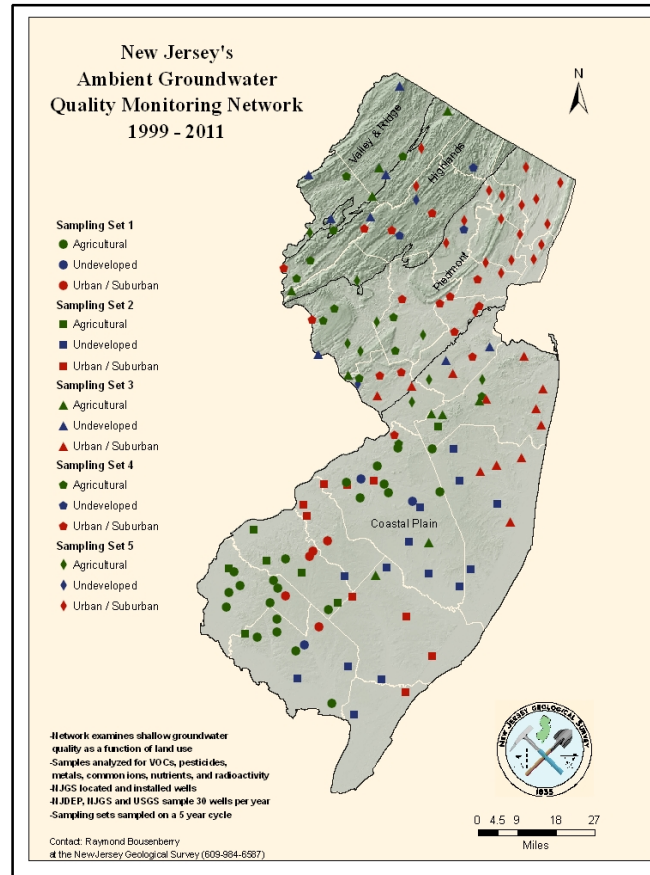 New Jersey's
Ambient Groundwater
Quality Monitoring Network
1999 - 2011
N
Valley & Ridge
Highlands
Piedmont
Coastal Plain
Sampling Set 1
Agricultural
Undeveloped
Urban / Suburban
Sampling Set 2
Agricultural
Undeveloped
Urban / Suburban
Sampling Set 3
Agricultural
Undeveloped
Urban / Suburban
Sampling Set 4
Agricultural
Undeveloped
Urban / Suburban
Sampling Set 5
Agricultural
Undeveloped
Urban / Suburban
-Network examines shallow groundwater
quality as a function of land use
-Samples analyzed for VOCs, pesticides,
metals, common ions, nutrients, and radioactivity
-NJGS located and installed wells
-NJDEP, NJGS and USGS sample 30 wells per year
-Sampling sets sampled on a 5 year cycle
Contact: Raymond Bousenberry
at the NewJersey Geological Survey (609-984-6587)
NEW JERSEY GEOLOGICAL SURVEY
1835
0 4.5 9 18 27
Miles